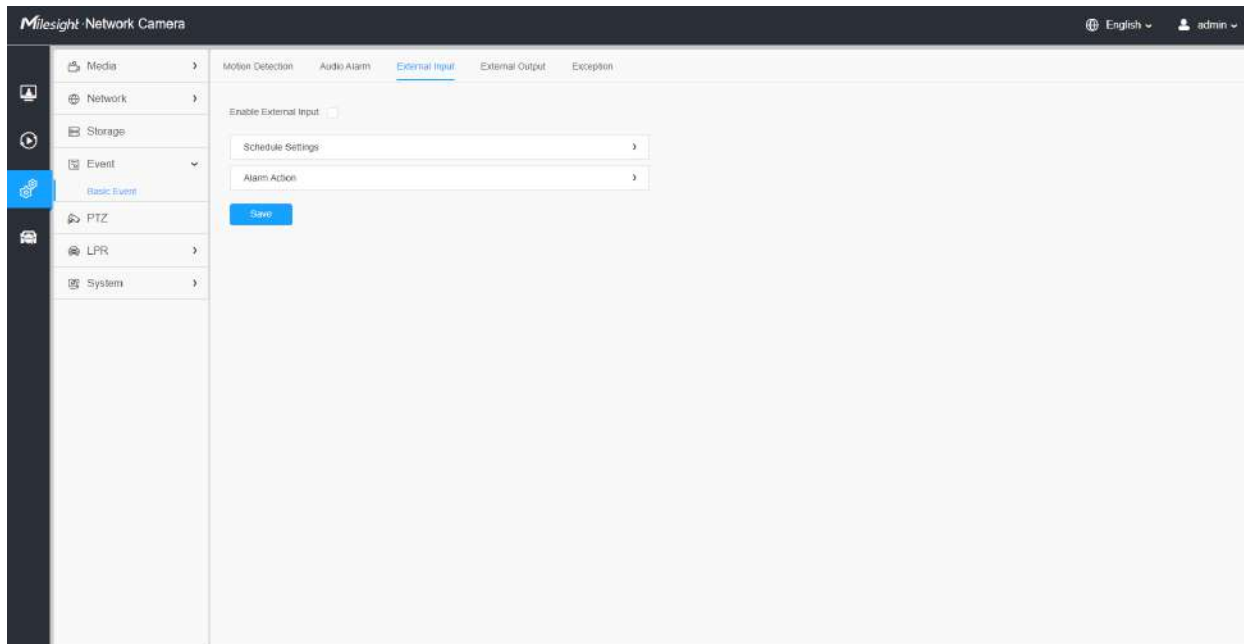 Milesight Network Camera
English
admin
Media
Network
Storage
Event
Basic Event
PTZ
LPR
System
Motion Detection
Audio Alarm
External Input
External Output
Exception
Enable External Input
Schedule Settings
Alarm Action
Save